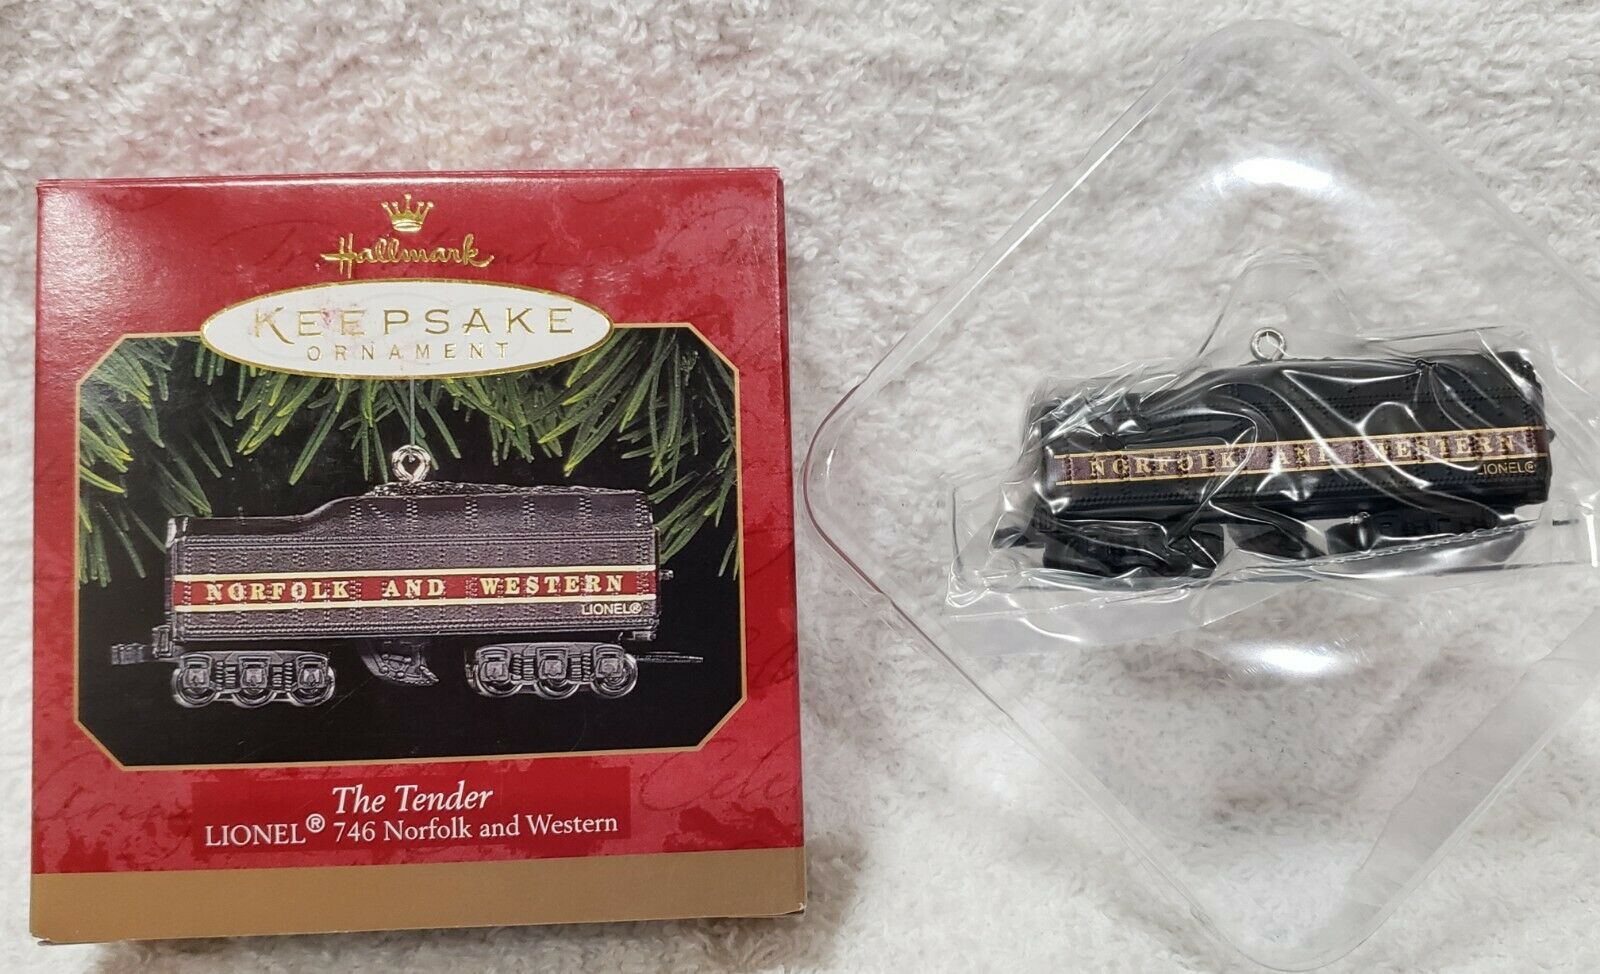 Hallmark
KEEPSAKE
ORNAMENT
NORFOLK AND WESTERN
LIONEL®
The Tender
LIONEL® 746 Norfolk and Western
NORFOLK AND WESTERN
LIONEL®